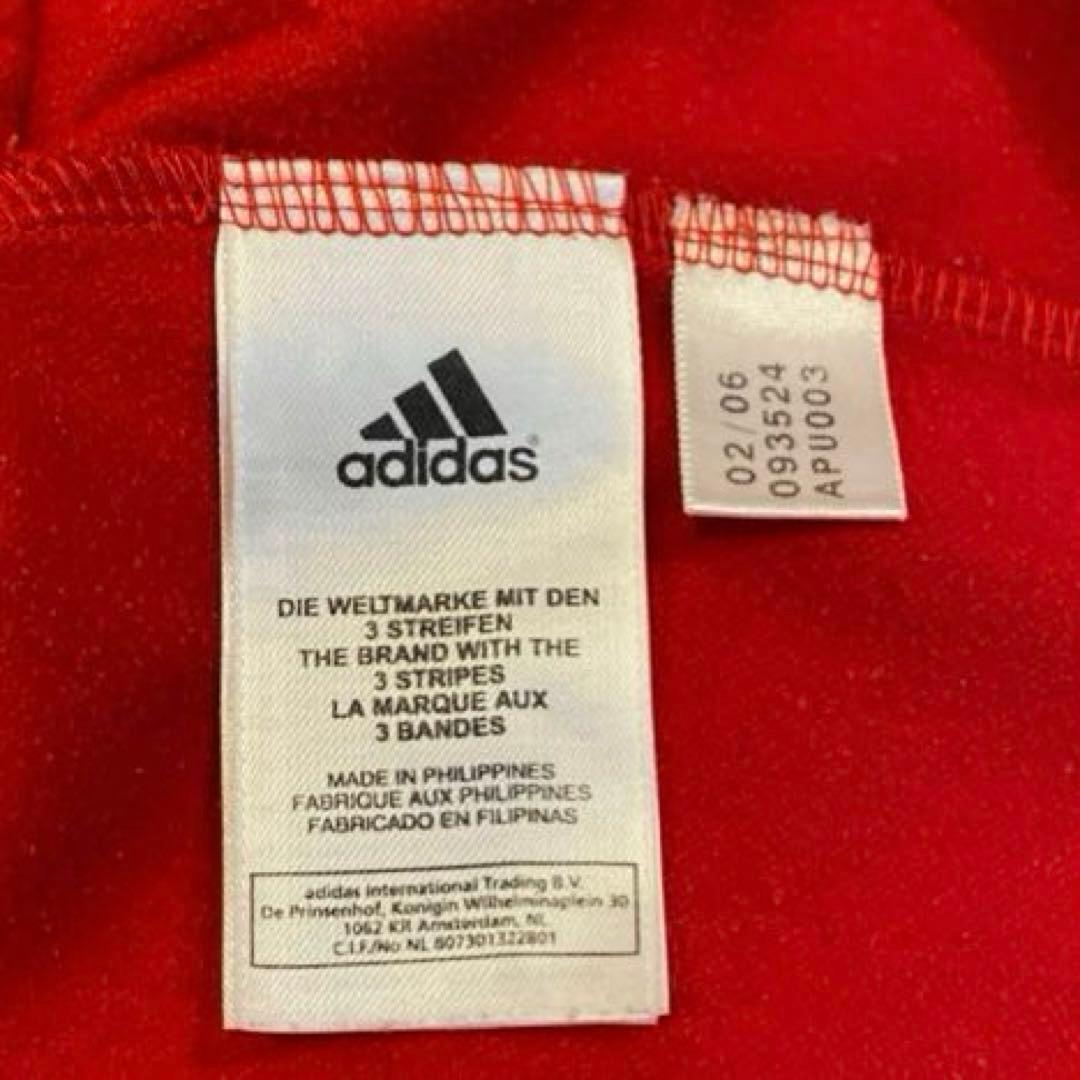 adidas®
DIE WELTMARKE MIT DEN
3 STREIFEN
THE BRAND WITH THE
3 STRIPES
LA MARQUE AUX
3 BANDES
MADE IN PHILIPPINES
FABRIQUE AUX PHILIPPINES
FABRICADO EN FILIPINAS
adidas International Trading B.V.
De Prinsenhof, Konigin Wilhelminaplein 30
1062 KR Amsterdam, NL
C.I.F./No NL 807301322B01
02/06
093524
APU003